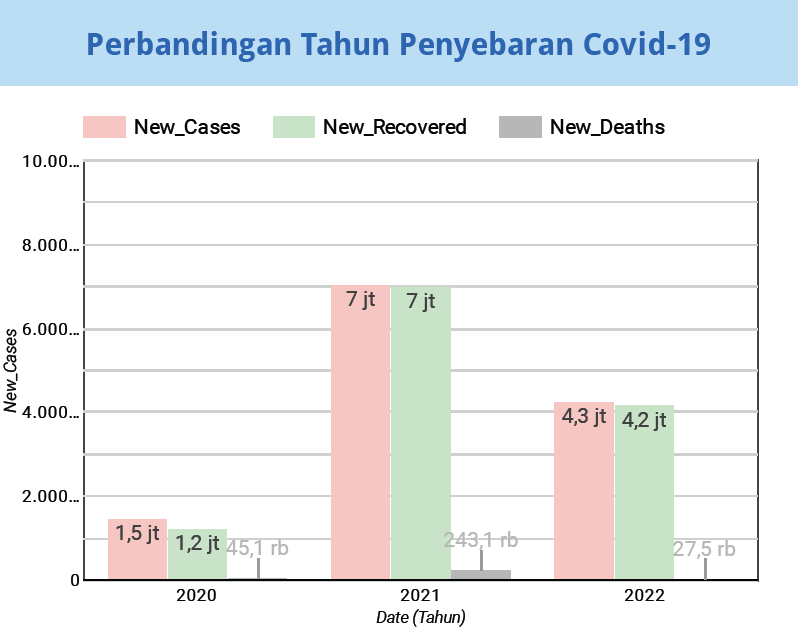 Perbandingan Tahun Penyebaran Covid-19
New_Cases New_Recovered New_Deaths
10.00...
8.000...
6.000...
4.000...
2.000...
0
New_Cases
1,5 jt 1,2 jt 45,1 rb
7 jt 7 jt 243,1 rb
4,3 jt 4,2 jt 27,5 rb
2020 2021 2022
Date (Tahun)